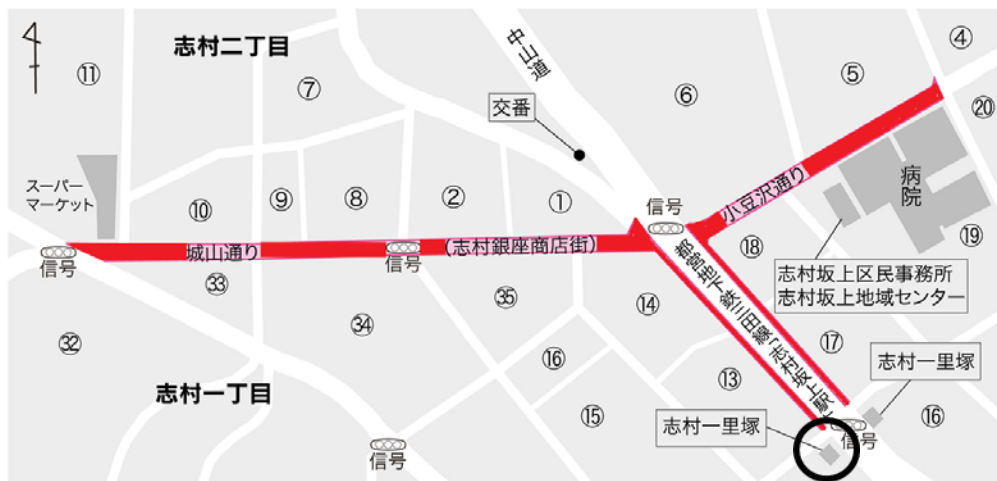 志村二丁目
中山道
④
⑪
⑦
⑤
⑥
⑳
交番
病院
スーパー
マーケット
⑩
⑨
⑧
②
①
信号
小豆沢通り
⑲
信号
城山通り
信号
(志村銀座商店街)
⑱
志村坂上区民事務所
志村坂上地域センター
㉝
㉟
⑭
都営地下鉄三田線「志村坂上駅」
㉜
㉞
⑯
⑰
志村一里塚
志村一丁目
⑬
⑮
⑯
志村一里塚
信号
信号